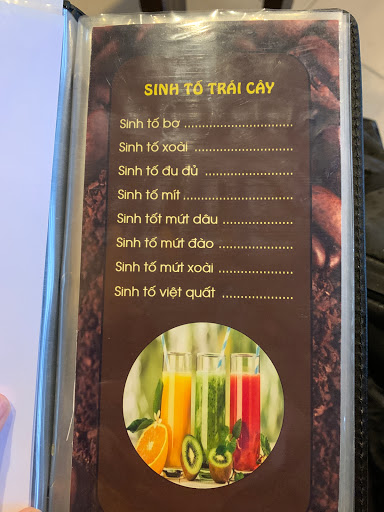 SINH TỐ TRÁI CÂY
Sinh tố bơ ........................
Sinh tố xoài .....................
Sinh tố đu đủ ...................
Sinh tố mít........................
Sinh tốt mứt dâu ...............
Sinh tố mứt đào .................
Sinh tố mứt xoài ................
Sinh tố việt quất ................